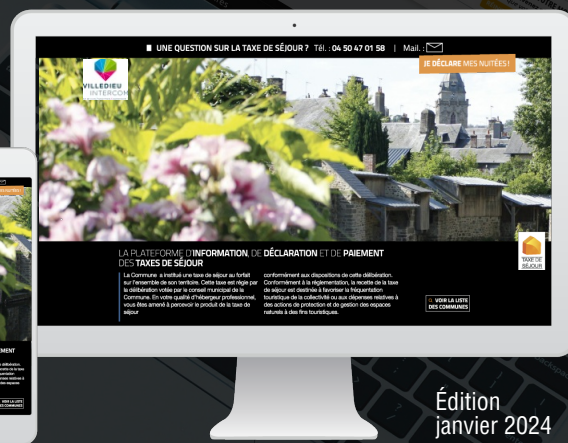 UNE QUESTION SUR LA TAXE DE SÉJOUR ? Tél. : 04 50 47 01 58 | Mail. :
JE DÉCLARE MES NUITÉES !
VILLEDIEU
INTERCOM
LA PLATEFORME D'INFORMATION, DE DÉCLARATION ET DE PAIEMENT
DES TAXES DE SÉJOUR
La Commune a institué une taxe de séjour au forfait
sur l'ensemble de son territoire. Cette taxe est régie par
la délibération votée par le conseil municipal de la
Commune. En votre qualité d'hébergeur professionnel,
vous êtes amené à percevoir le produit de la taxe de
séjour
conformément aux dispositions de cette délibération.
Conformément à la réglementation, la recette de la taxe
de séjour est destinée à favoriser la fréquentation
touristique de la collectivité ou aux dépenses relatives à
des actions de protection et de gestion des espaces
naturels à des fins touristiques.
TAXE DE
SÉJOUR
VOIR LA LISTE
DES COMMUNES
VOIR LA LISTE
DES COMMUNES
Édition
janvier 2024